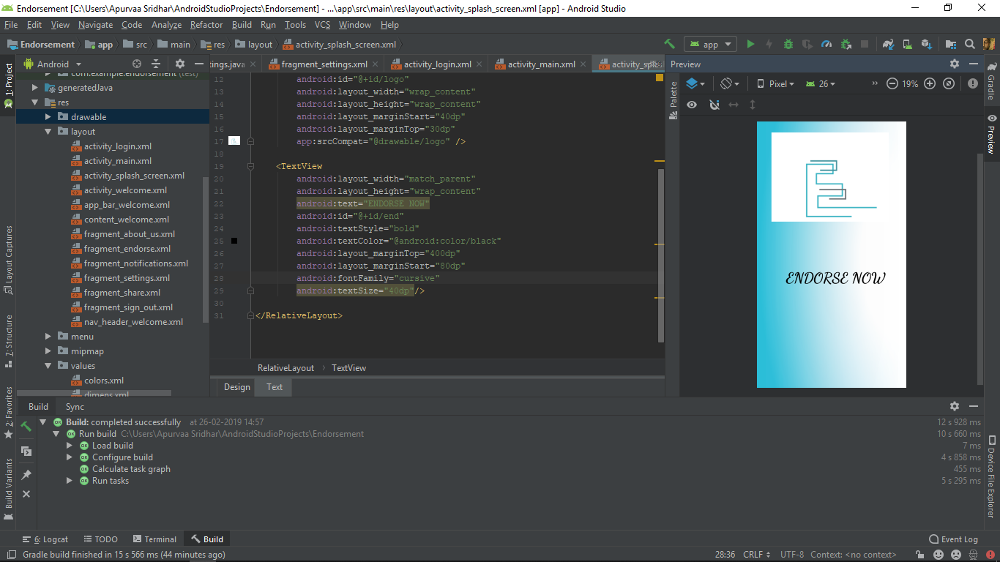 Endorsement [C:\Users\Apurvaa Sridhar\AndroidStudioProjects\Endorsement] - ...\app\src\main\res\layout\activity_splash_screen.xml [app] - Android Studio
File Edit View Navigate Code Analyze Refactor Build Run Tools VCS Window Help
Endorsement app src main res layout activity_splash_screen.xml app
Android
tings.java fragment_settings.xml activity_login.xml activity_main.xml activity_spla
Preview
1: Project
Layout Captures
7: Structure
2: Favorites
Build Variants
com.example.endorsement (test)
generatedJava
res
drawable
layout
activity_login.xml
activity_main.xml
activity_splash_screen.xml
activity_welcome.xml
app_bar_welcome.xml
content_welcome.xml
fragment_about_us.xml
fragment_endorse.xml
fragment_notifications.xml
fragment_settings.xml
fragment_share.xml
fragment_sign_out.xml
nav_header_welcome.xml
menu
mipmap
values
colors.xml
dimens.xml
12 android:id="@+id/logo"
13 android:layout_width="wrap_content"
14 android:layout_height="wrap_content"
15 android:layout_marginStart="40dp"
16 android:layout_marginTop="30dp"
17 app:srcCompat="@drawable/logo" />
18
19 <TextView
20 android:layout_width="match_parent"
21 android:layout_height="wrap_content"
22 android:text="ENDORSE NOW"
23 android:id="@+id/end"
24 android:textStyle="bold"
25 android:textColor="@android:color/black"
26 android:layout_marginTop="400dp"
27 android:layout_marginStart="80dp"
28 android:fontFamily="cursive"
29 android:textSize="40dp"/>
30
31 </RelativeLayout>
RelativeLayout TextView
Design Text
Palette
Pixel 26 » 19%
ENDORSE NOW
Gradle
Preview
Device File Explorer
Build Sync
Build: completed successfully at 26-02-2019 14:57 12 s 928 ms
Run build C:\Users\Apurvaa Sridhar\AndroidStudioProjects\Endorsement 10 s 660 ms
Load build 7 ms
Configure build 4 s 858 ms
Calculate task graph 455 ms
Run tasks 5 s 295 ms
6: Logcat TODO Terminal Build Event Log
Gradle build finished in 15 s 566 ms (44 minutes ago) 28:36 CRLF UTF-8 Context: <no context>